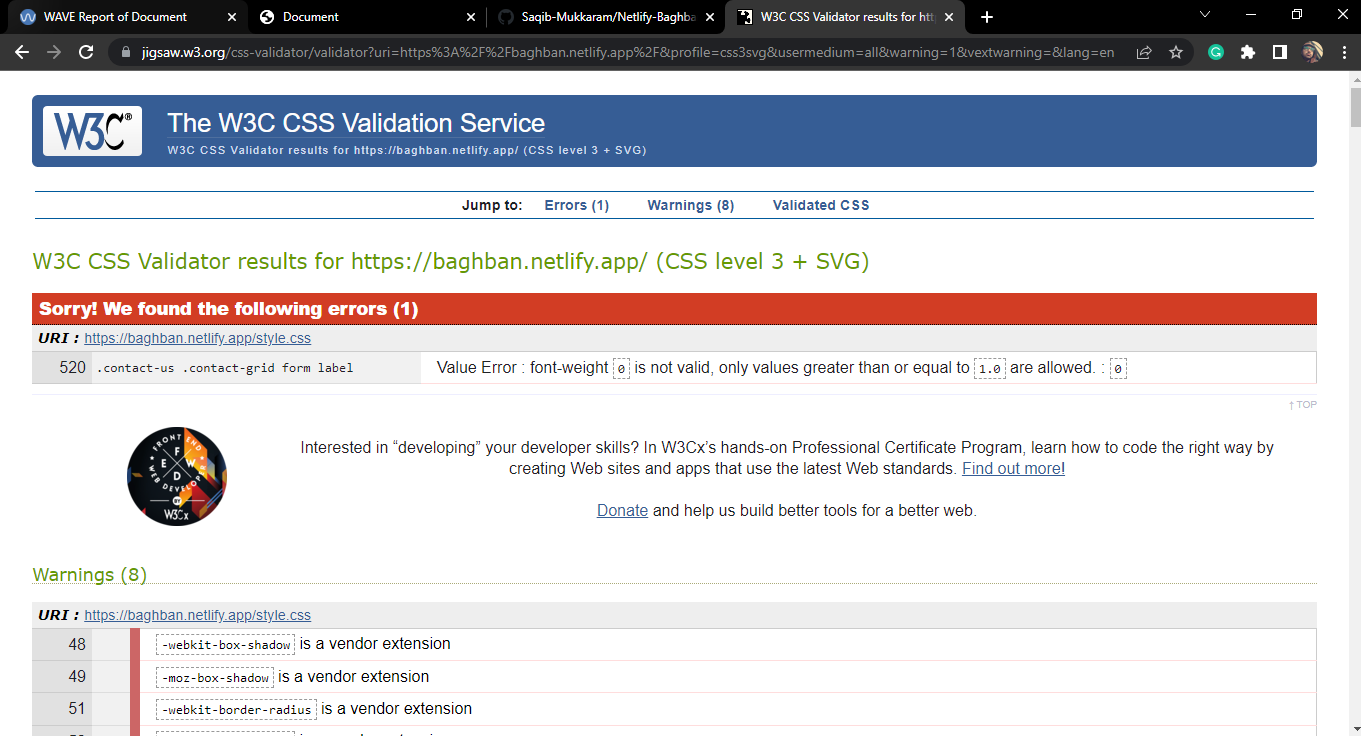 WAVE Report of Document
Document
Saqib-Mukkaram/Netlify-Baghba
W3C CSS Validator results for htt
jigsaw.w3.org/css-validator/validator?uri=https%3A%2F%2Fbaghban.netlify.app%2F&profile=css3svg&usermedium=all&warning=1&vextwarning=&lang=en
W3C®
The W3C CSS Validation Service
W3C CSS Validator results for https://baghban.netlify.app/ (CSS level 3 + SVG)
Jump to: Errors (1) Warnings (8) Validated CSS
W3C CSS Validator results for https://baghban.netlify.app/ (CSS level 3 + SVG)
Sorry! We found the following errors (1)
URI : https://baghban.netlify.app/style.css
520 .contact-us .contact-grid form label Value Error : font-weight 0 is not valid, only values greater than or equal to 1.0 are allowed. : 0
↑ TOP
FRONT END
F
E W
D
WEB DEVELOPER
BY
W3Cx
Interested in “developing” your developer skills? In W3Cx’s hands-on Professional Certificate Program, learn how to code the right way by
creating Web sites and apps that use the latest Web standards. Find out more!
Donate and help us build better tools for a better web.
Warnings (8)
URI : https://baghban.netlify.app/style.css
48 -webkit-box-shadow is a vendor extension
49 -moz-box-shadow is a vendor extension
51 -webkit-border-radius is a vendor extension